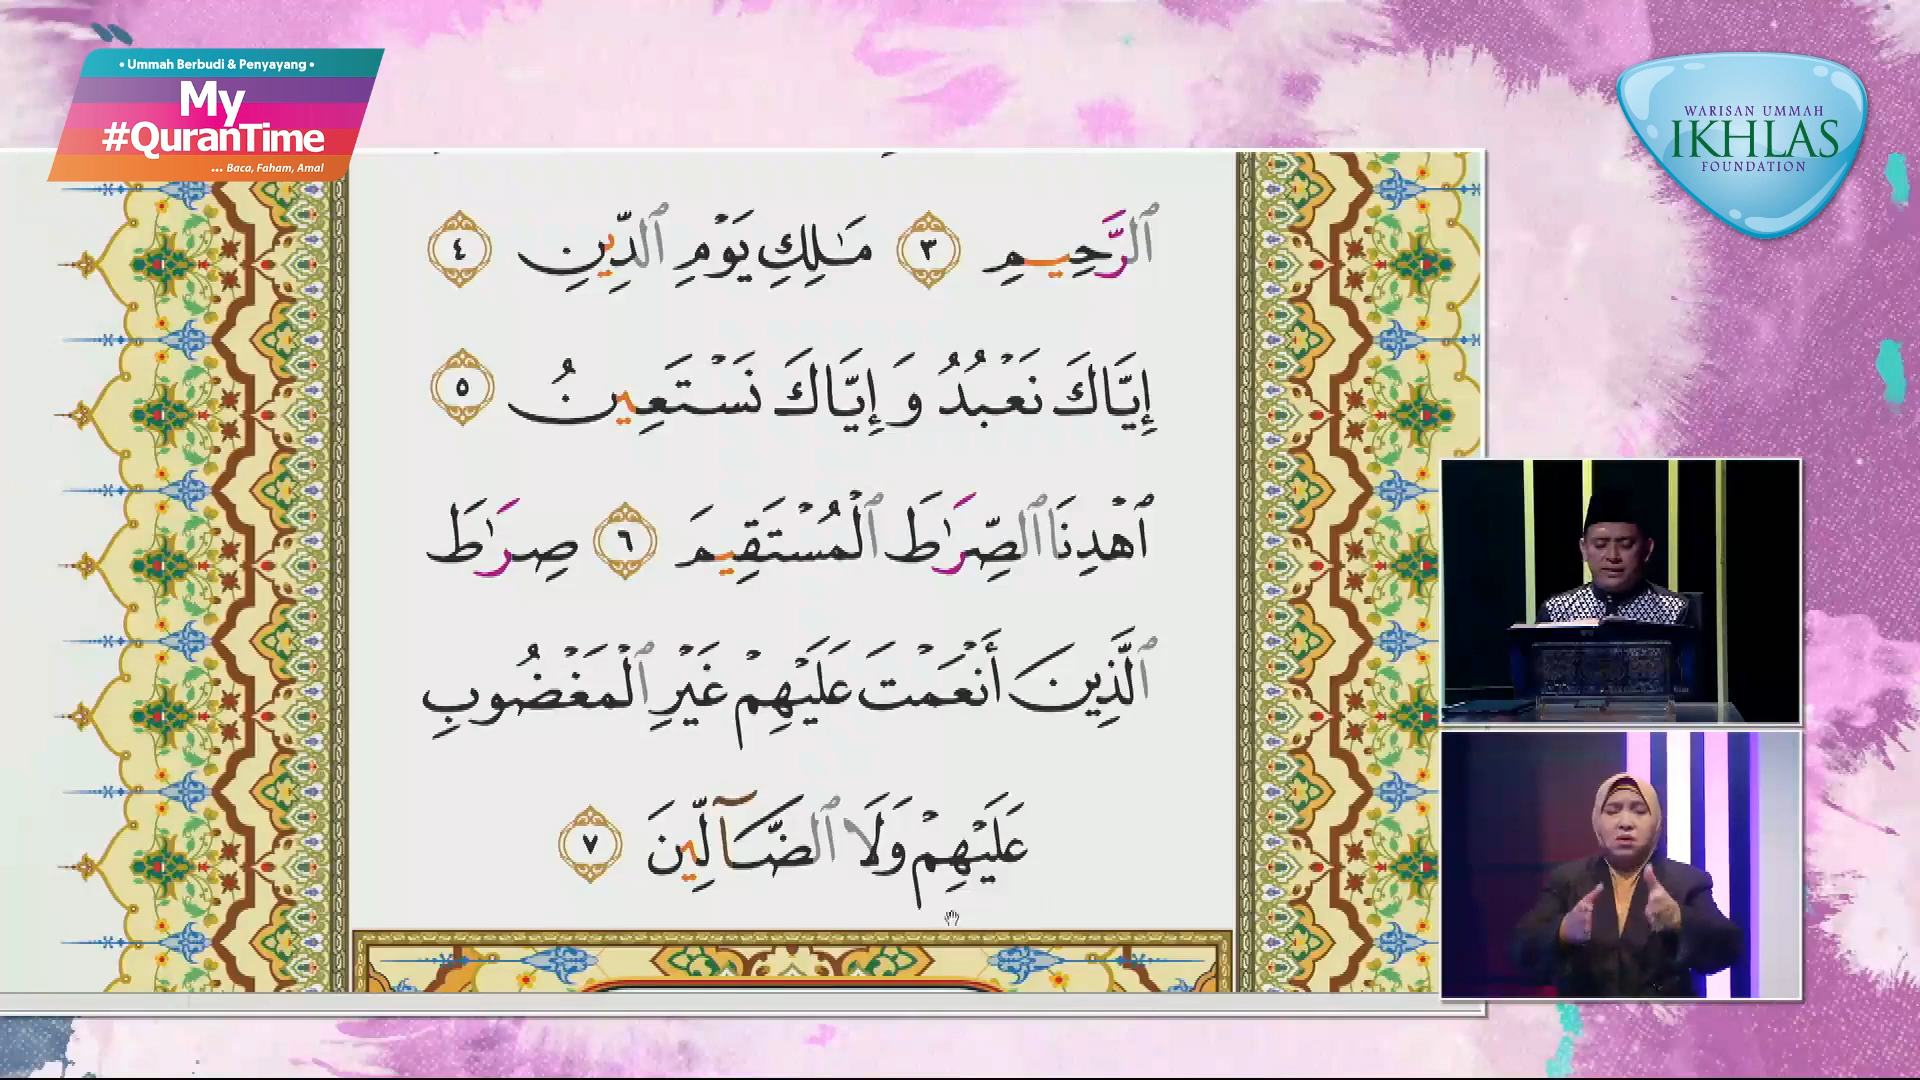 • Ummah Berbudi & Penyayang •
My
#QuranTime
... Baca, Faham, Amal
WARISAN UMMAH
IKHLAS
FOUNDATION
ٱلرَّحِيمِ ٣ مَـٰلِكِ يَوْمِ ٱلدِّينِ ٤
إِيَّاكَ نَعْبُدُ وَإِيَّاكَ نَسْتَعِينُ ٥
ٱهْدِنَا ٱلصِّرَٰطَ ٱلْمُسْتَقِيمَ ٦ صِرَٰطَ
ٱلَّذِينَ أَنْعَمْتَ عَلَيْهِمْ غَيْرِ ٱلْمَغْضُوبِ
عَلَيْهِمْ وَلَا ٱلضَّآلِّينَ ٧